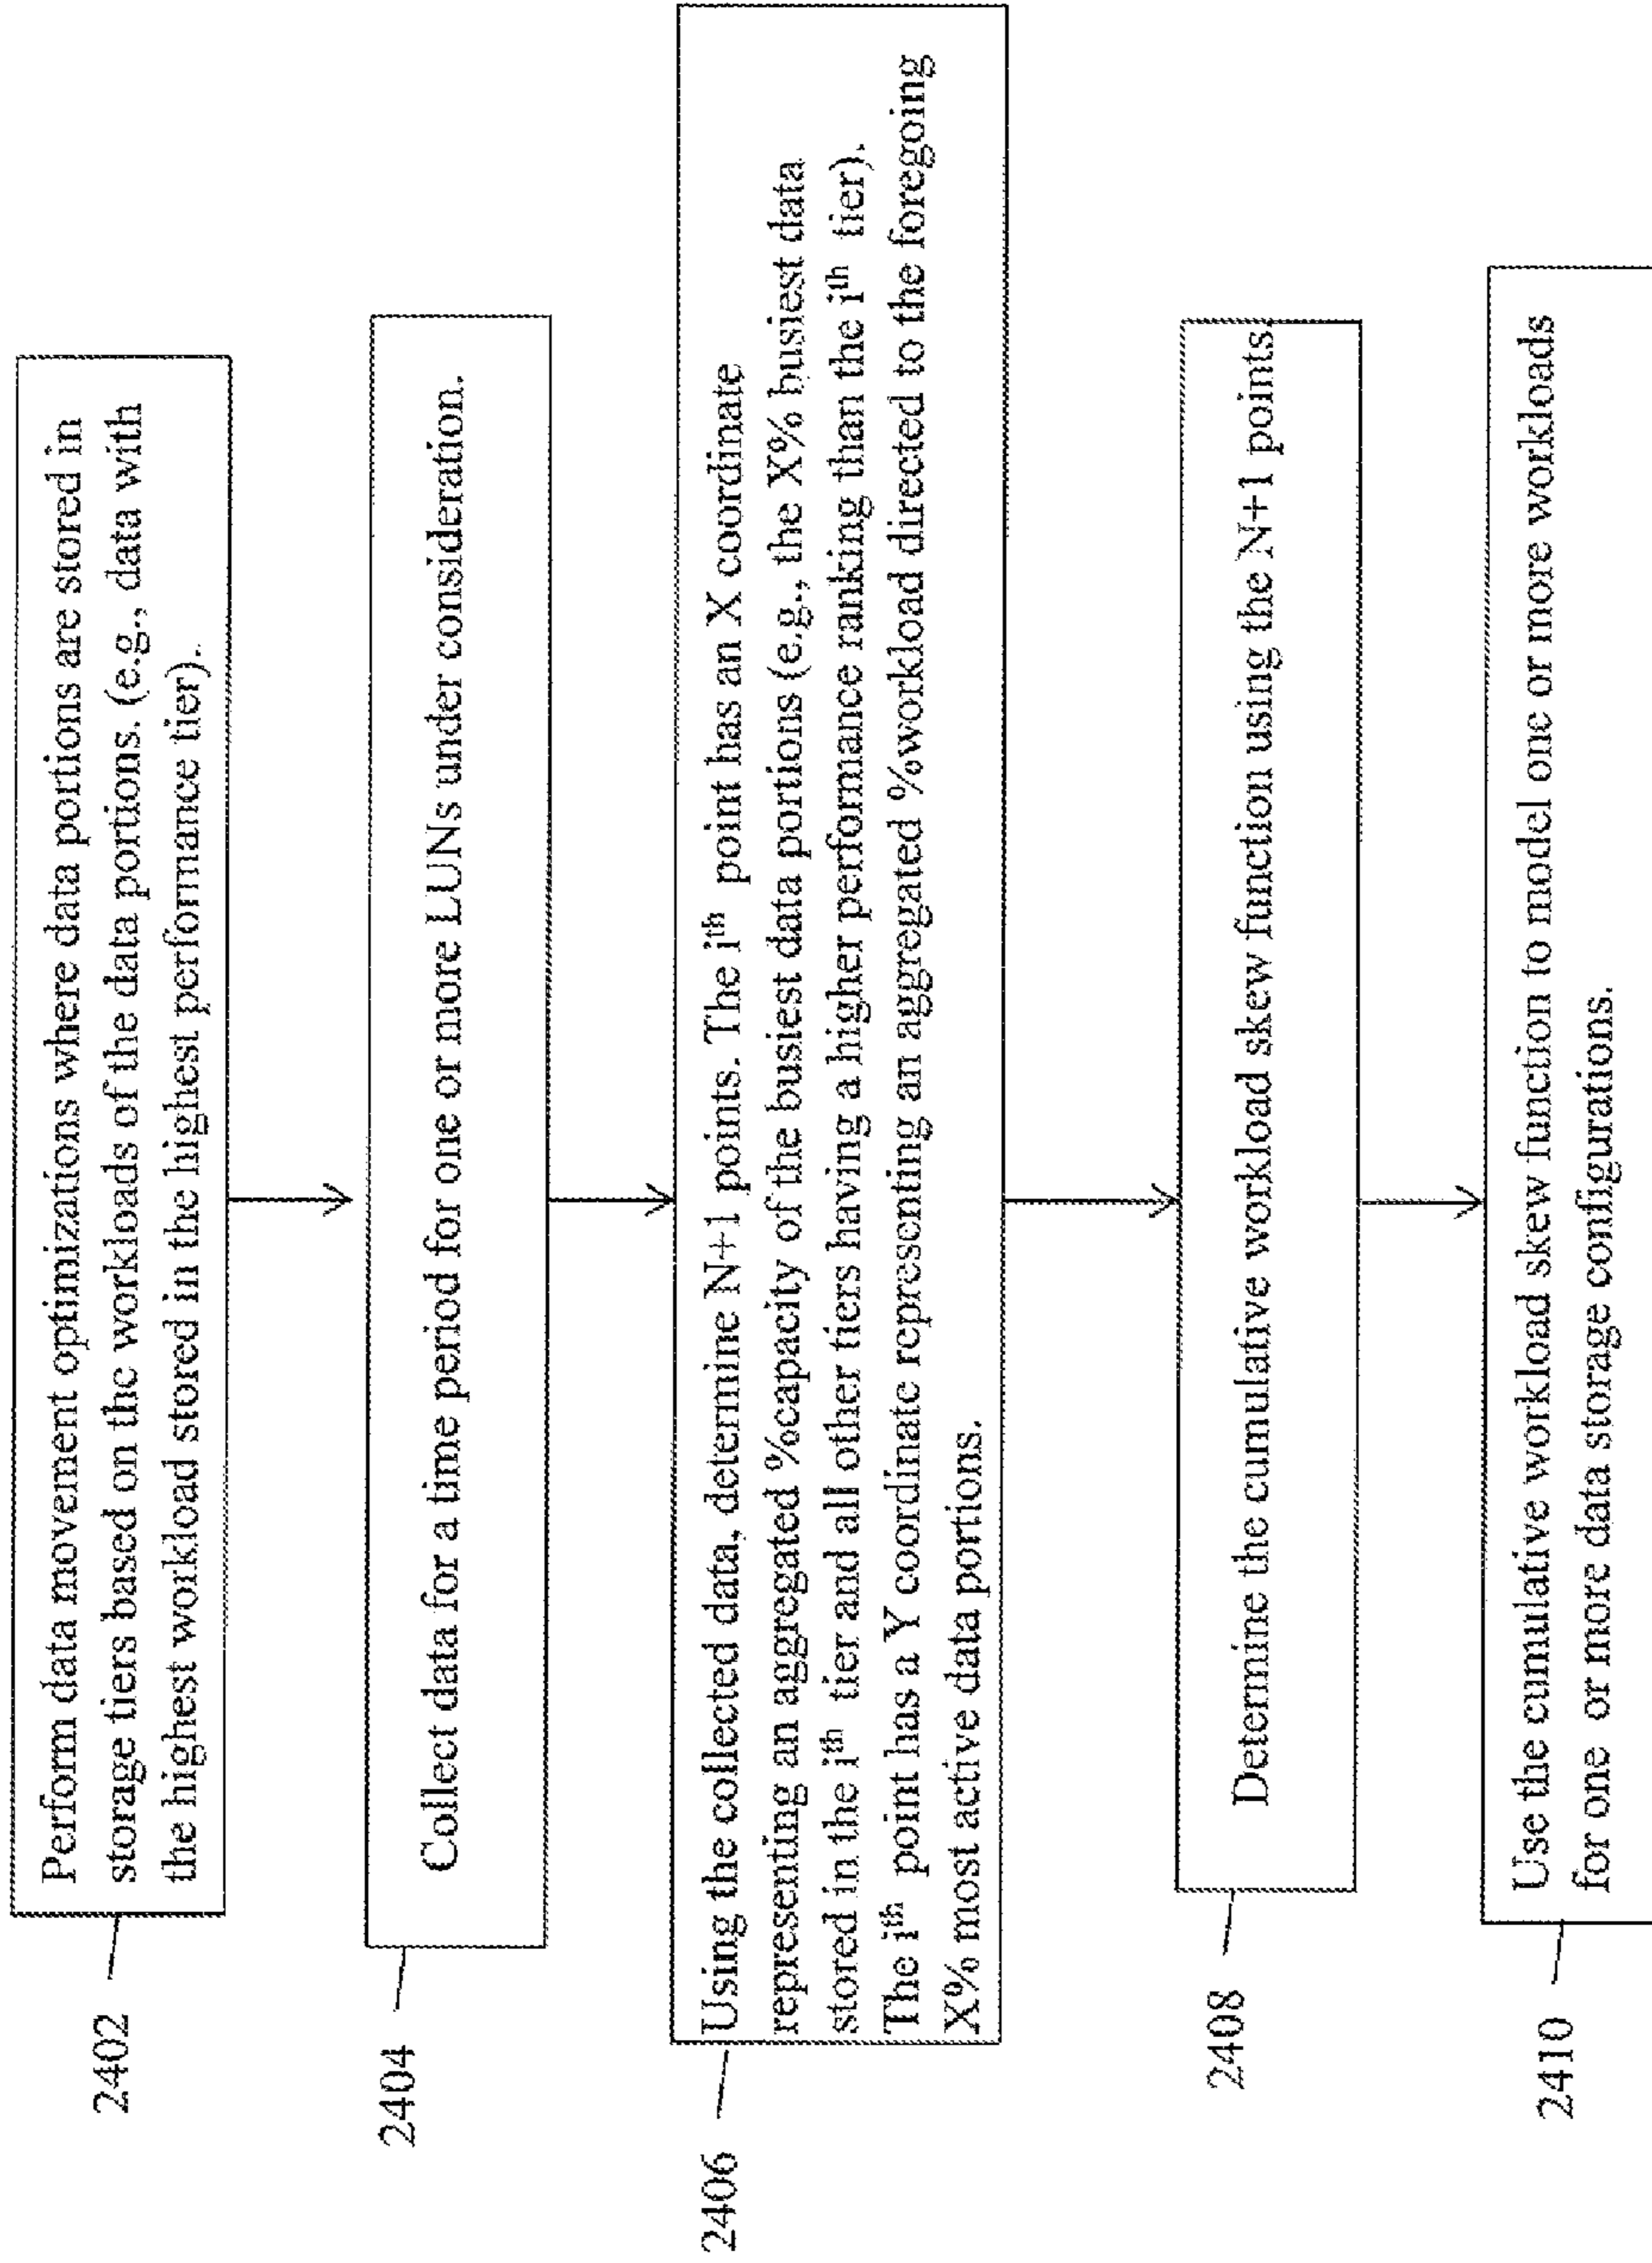 2402
Perform data movement optimizations where data portions are stored in
storage tiers based on the workloads of the data portions. (e.g., data with
the highest workload stored in the highest performance tier).
2404
Collect data for a time period for one or more LUNs under consideration.
2406
Using the collected data, determine N+1 points. The iᵗʰ point has an X coordinate
representing an aggregated %capacity of the busiest data portions (e.g., the X% busiest data
stored in the iᵗʰ tier and all other tiers having a higher performance ranking than the iᵗʰ tier).
The iᵗʰ point has a Y coordinate representing an aggregated %workload directed to the foregoing
X% most active data portions.
2408
Determine the cumulative workload skew function using the N+1 points.
2410
Use the cumulative workload skew function to model one or more workloads
for one or more data storage configurations.